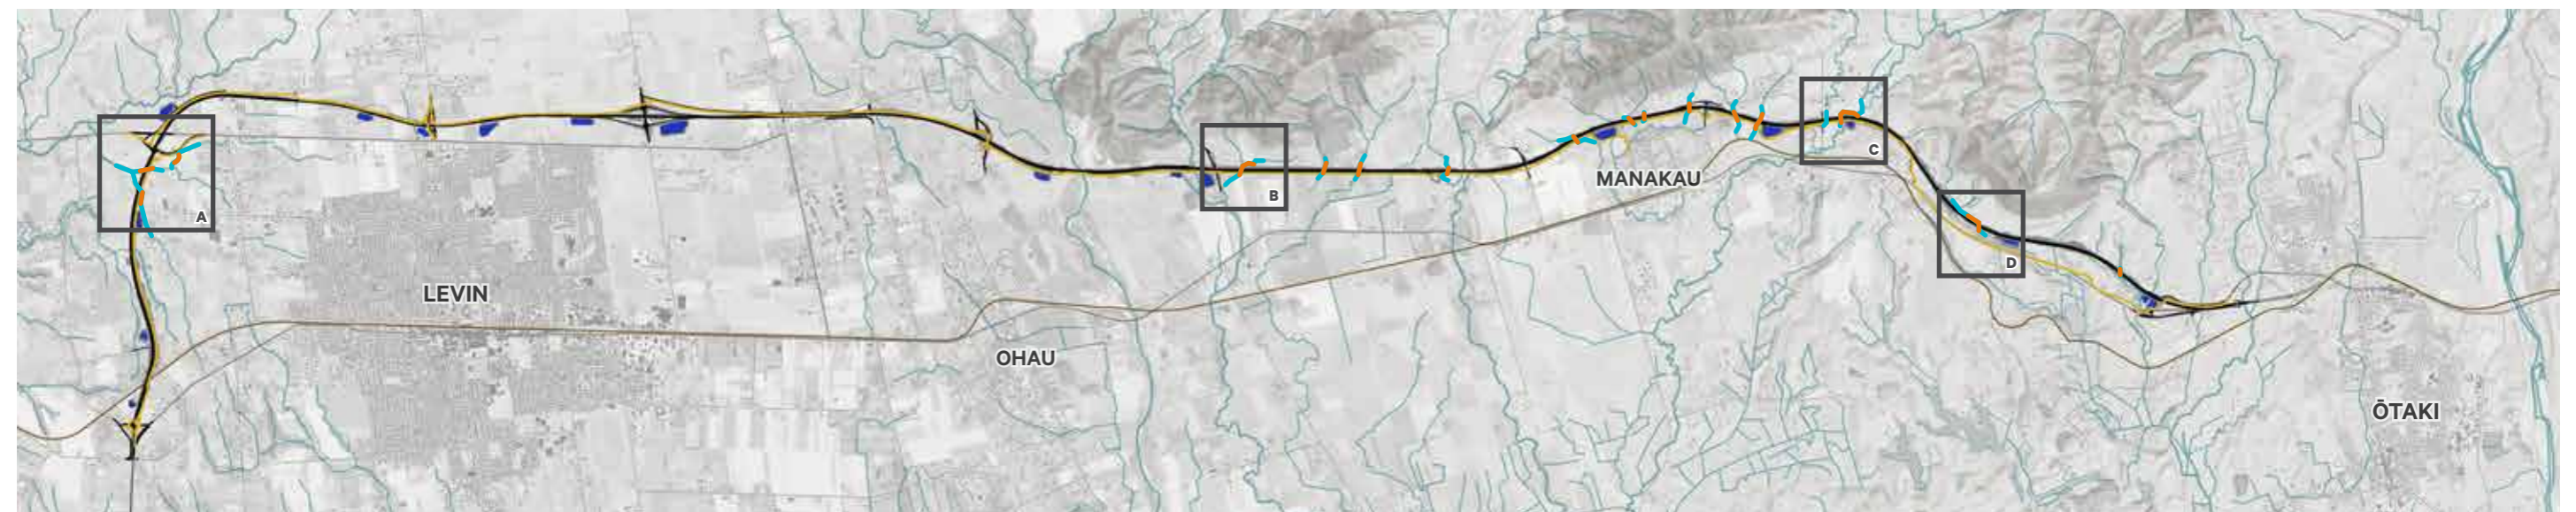 A
LEVIN
OHAU
B
MANAKAU
C
D
ŌTAKI